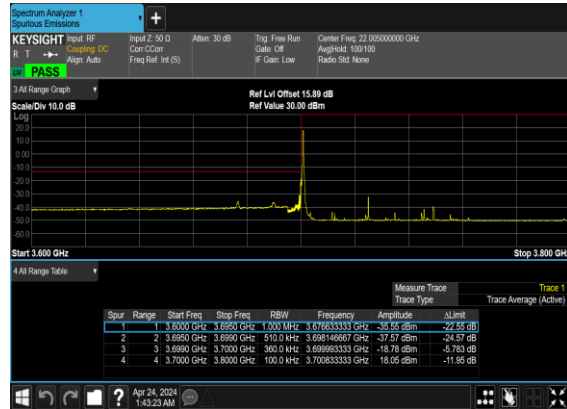 Spectrum Analyzer 1
Spurious Emissions
+
KEYSIGHT Input: RF Input Z: 50 Ω Atten: 30 dB Trig: Free Run Center Freq: 22.005000000 GHz
R T Coupling: DC Corr CCorr Gate: Off Avg|Hold: 100/100
Align: Auto Freq Ref: Int (S) IF Gain: Low Radio Std: None
LW PASS
3 All Range Graph
Ref Lvl Offset 15.89 dB
Scale/Div 10.0 dB Ref Value 30.00 dBm
Log
20.0
10.0
0.00
-10.0
-20.0
-30.0
-40.0
-50.0
-60.0
Start 3.600 GHz Stop 3.800 GHz
4 All Range Table
Measure Trace Trace 1
Trace Type Trace Average (Active)
Spur Range Start Freq Stop Freq RBW Frequency Amplitude ΔLimit
1 1 3.6000 GHz 3.6950 GHz 1.000 MHz 3.676633333 GHz -35.55 dBm -22.55 dB
2 2 3.6950 GHz 3.6990 GHz 510.0 kHz 3.698146667 GHz -37.57 dBm -24.57 dB
3 3 3.6990 GHz 3.7000 GHz 360.0 kHz 3.699993333 GHz -18.78 dBm -5.783 dB
4 4 3.7000 GHz 3.8000 GHz 100.0 kHz 3.700833333 GHz 18.05 dBm -11.95 dB
? Apr 24, 2024
1:43:23 AM